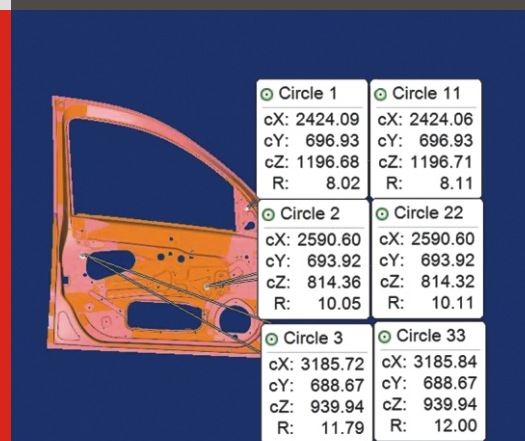 Circle 1
cX: 2424.09
cY: 696.93
cZ: 1196.68
R: 8.02
Circle 11
cX: 2424.06
cY: 696.93
cZ: 1196.71
R: 8.11
Circle 2
cX: 2590.60
cY: 693.92
cZ: 814.36
R: 10.05
Circle 22
cX: 2590.60
cY: 693.92
cZ: 814.32
R: 10.11
Circle 3
cX: 3185.72
cY: 688.67
cZ: 939.94
R: 11.79
Circle 33
cX: 3185.84
cY: 688.67
cZ: 939.94
R: 12.00